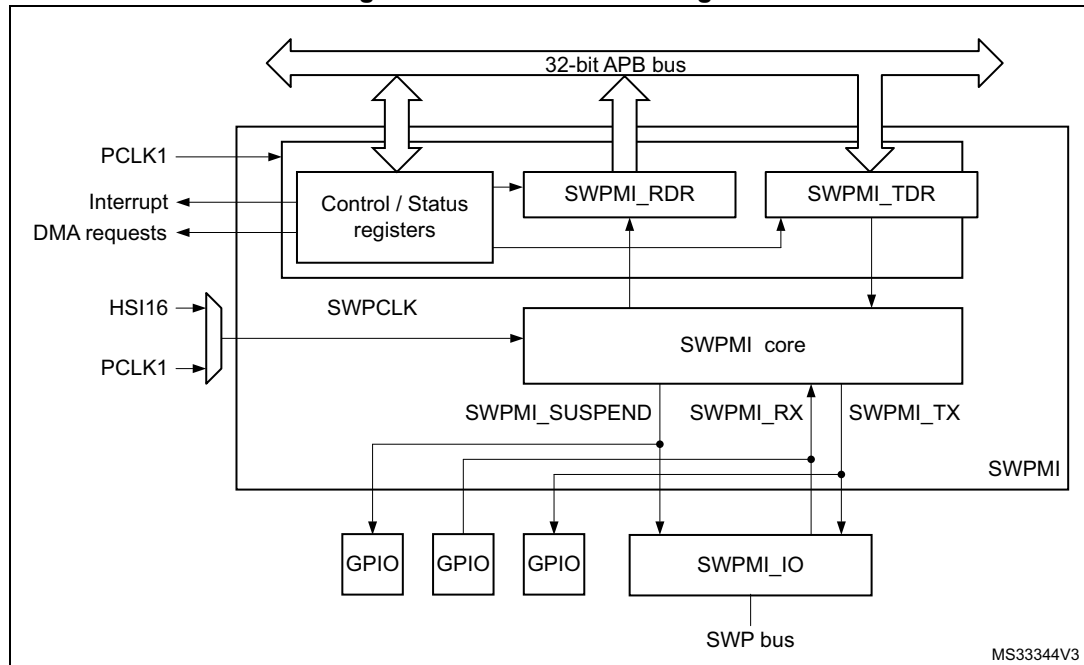 32-bit APB bus
PCLK1
Interrupt
DMA requests
Control / Status
registers
SWPMI_RDR
SWPMI_TDR
HSI16
PCLK1
SWPCLK
SWPMI core
SWPMI_SUSPEND
SWPMI_RX
SWPMI_TX
SWPMI
GPIO
GPIO
GPIO
SWPMI_IO
SWP bus
MS33344V3